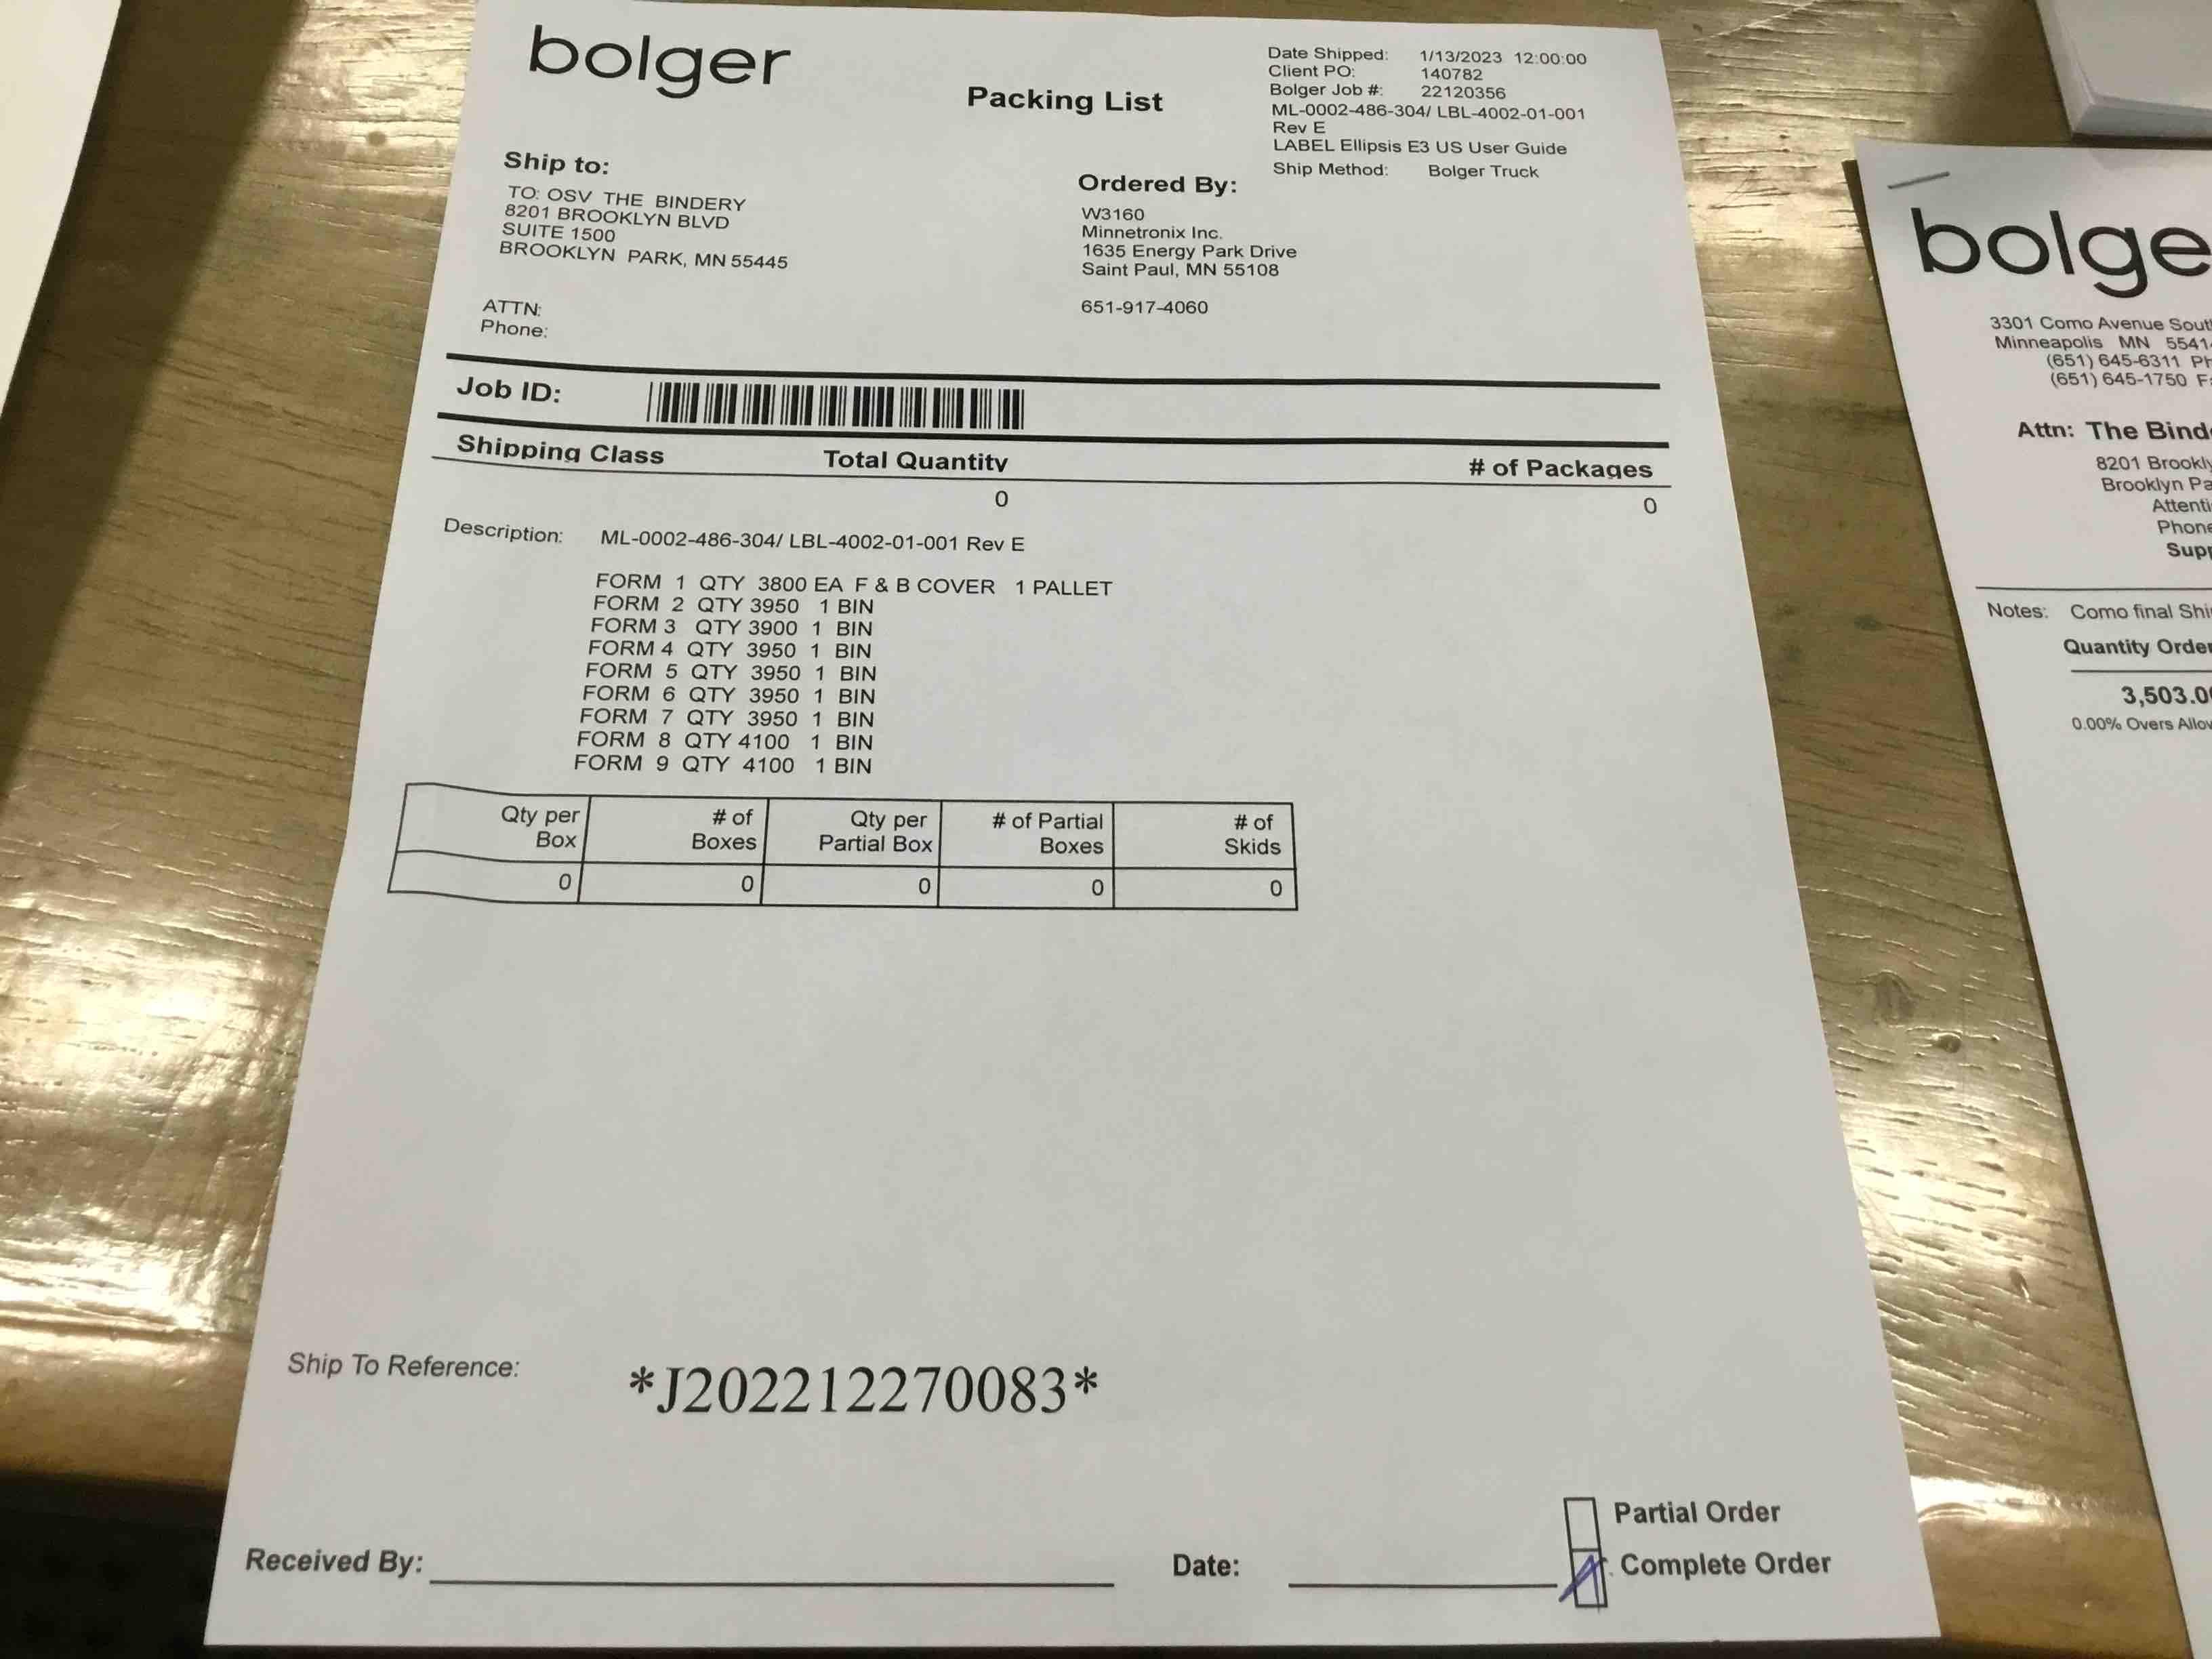 bolger
Packing List
Date Shipped: 1/13/2023 12:00:00
Client PO: 140782
Bolger Job #: 22120356
ML-0002-486-304/ LBL-4002-01-001
Rev E
LABEL Ellipsis E3 US User Guide
Ship Method: Bolger Truck
Ship to:
TO: OSV THE BINDERY
8201 BROOKLYN BLVD
SUITE 1500
BROOKLYN PARK, MN 55445
ATTN:
Phone:
Ordered By:
W3160
Minnetronix Inc.
1635 Energy Park Drive
Saint Paul, MN 55108
651-917-4060
Job ID:
Shipping Class Total Quantity # of Packages
0 0
Description: ML-0002-486-304/ LBL-4002-01-001 Rev E
FORM 1 QTY 3800 EA F & B COVER 1 PALLET
FORM 2 QTY 3950 1 BIN
FORM 3 QTY 3900 1 BIN
FORM 4 QTY 3950 1 BIN
FORM 5 QTY 3950 1 BIN
FORM 6 QTY 3950 1 BIN
FORM 7 QTY 3950 1 BIN
FORM 8 QTY 4100 1 BIN
FORM 9 QTY 4100 1 BIN
Qty per Box # of Boxes Qty per Partial Box # of Partial Boxes # of Skids
0 0 0 0 0
Ship To Reference: *J202212270083*
Partial Order
Complete Order
Received By: Date:
bolge
3301 Como Avenue
Minneapolis MN
(651) 645-6311
(651) 645-1750
Attn: The
8201
Brooklyn
Notes: Como final
Quantity
3,503.0
0.00% Overs